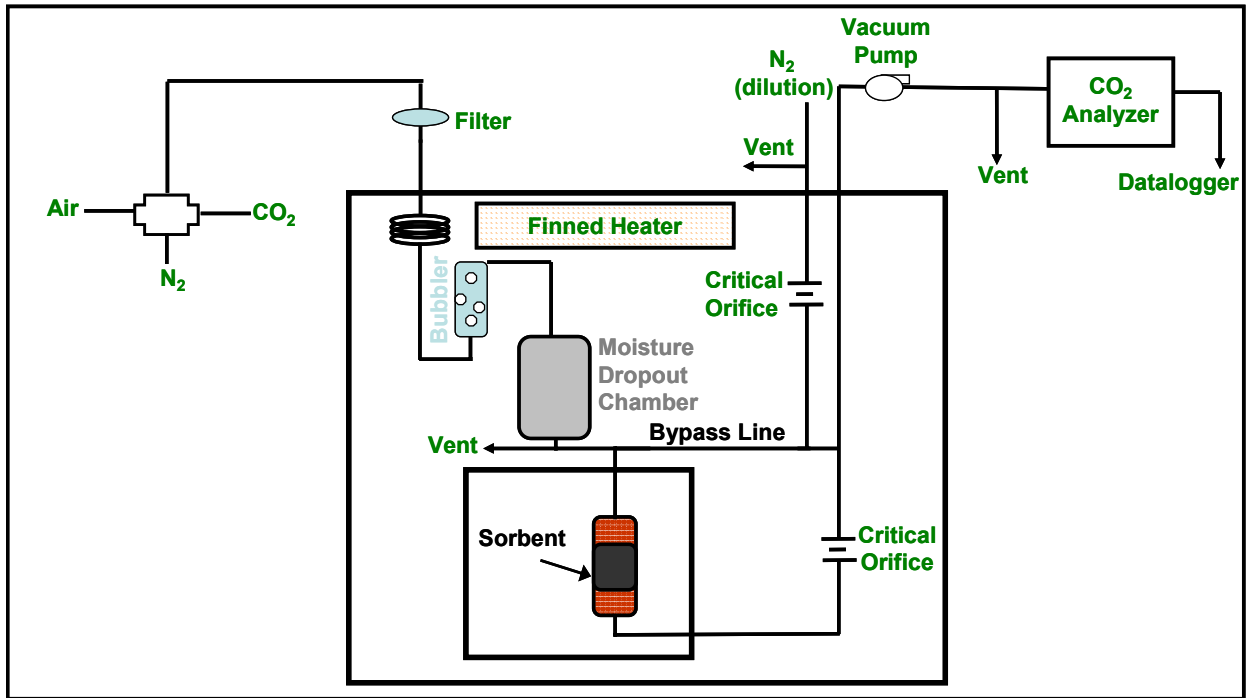 Vacuum
Pump
N₂
(dilution)
CO₂
Analyzer
Filter
Vent
Vent
Datalogger
Air
CO₂
N₂
Finned Heater
Bubbler
Critical
Orifice
Moisture
Dropout
Chamber
Bypass Line
Vent
Sorbent
Critical
Orifice